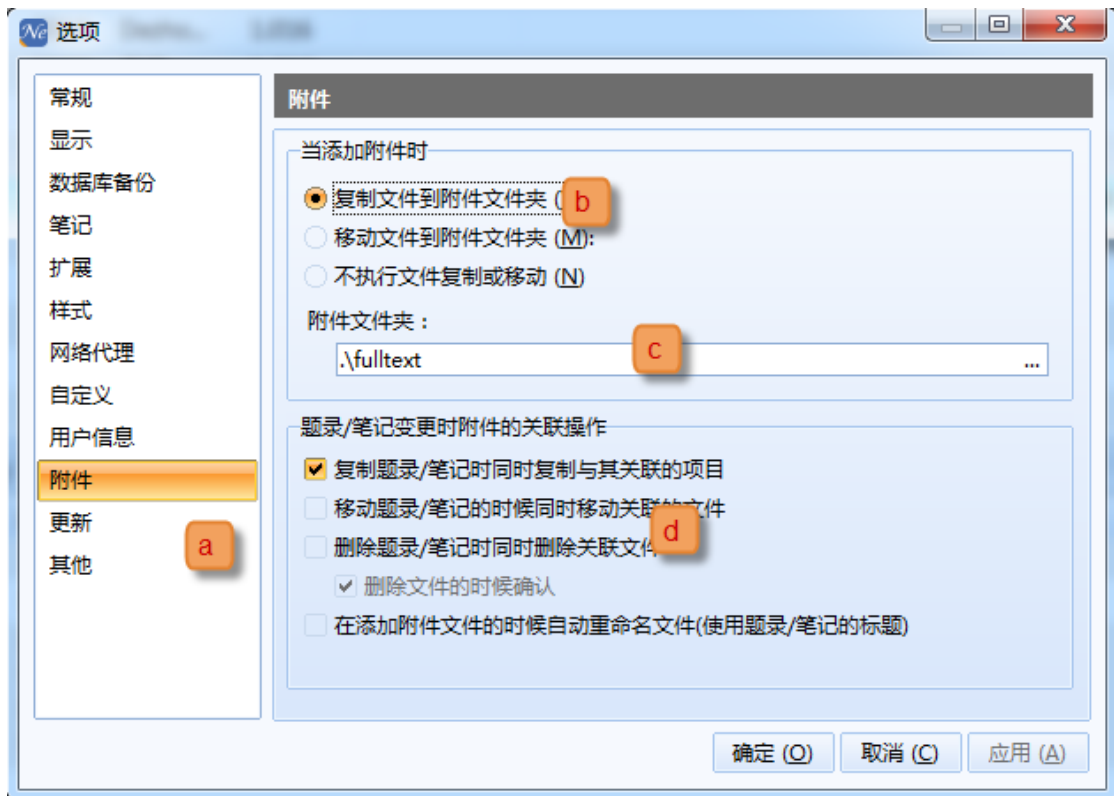 Ne 选项
常规
显示
数据库备份
笔记
扩展
样式
网络代理
自定义
用户信息
附件
更新
其他
a
附件
当添加附件时
复制文件到附件文件夹 (
b
移动文件到附件文件夹 (M):
不执行文件复制或移动 (N)
附件文件夹：
.\fulltext
c
...
题录/笔记变更时附件的关联操作
复制题录/笔记时同时复制与其关联的项目
移动题录/笔记的时候同时移动关联的文件
删除题录/笔记时同时删除关联文件
d
删除文件的时候确认
在添加附件文件的时候自动重命名文件(使用题录/笔记的标题)
确定 (O)
取消 (C)
应用 (A)